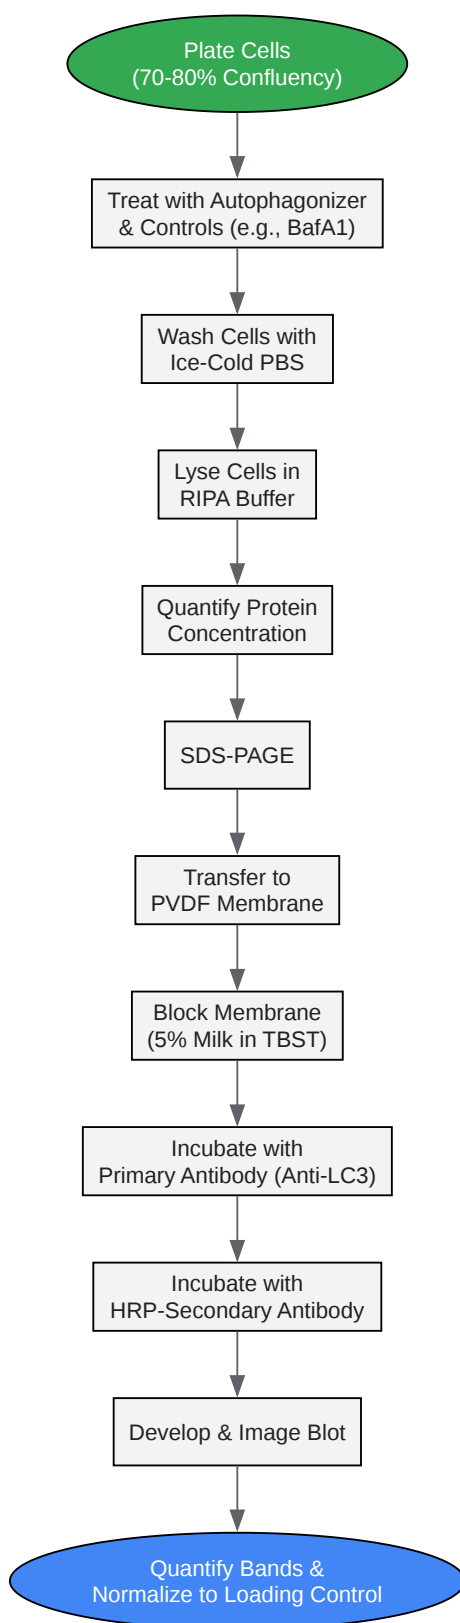 Plate Cells
(70-80% Confluency)
Treat with Autophagonizer
& Controls (e.g., BafA1)
Wash Cells with
Ice-Cold PBS
Lyse Cells in
RIPA Buffer
Quantify Protein
Concentration
SDS-PAGE
Transfer to
PVDF Membrane
Block Membrane
(5% Milk in TBST)
Incubate with
Primary Antibody (Anti-LC3)
Incubate with
HRP-Secondary Antibody
Develop & Image Blot
Quantify Bands &
Normalize to Loading Control